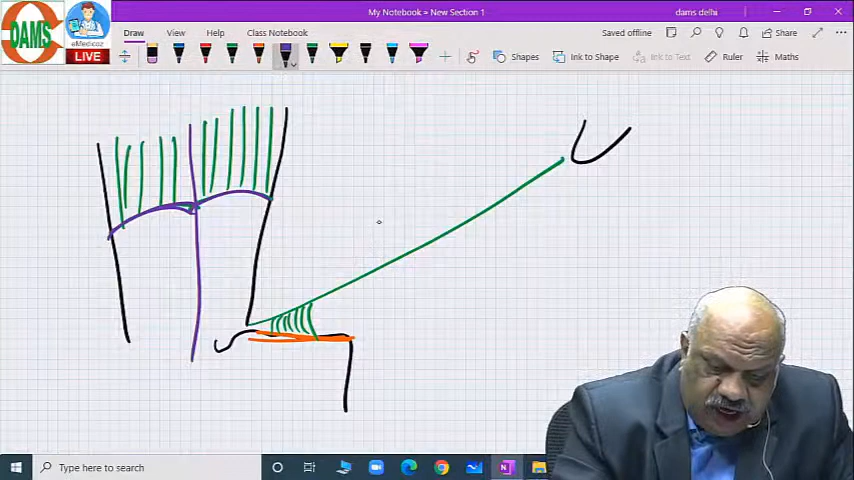 My Notebook > New Section 1
dams delhi
DAMS
eMedicoz
LIVE
Draw
View
Help
Class Notebook
Saved offline
Share
Shapes
Ink to Shape
Ink to Text
Ruler
Maths
Type here to search